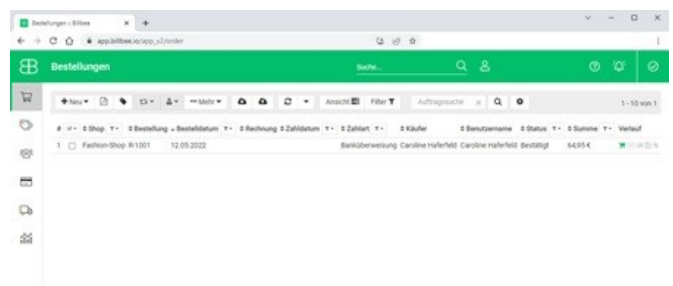 Bestellungen - Billbee
app.billbee.io/app_v2/order
Bestellungen
Suche...
Neu
Mehr
Ansicht
Filter
Auftragssuche
1 - 10 von 1
# Shop Bestellung Bestelldatum Rechnung Zahldatum Zahlart Käufer Benutzername Status Summe Verlauf
1 Fashion-Shop R-1001 12.05.2022 Banküberweisung Caroline Haferfeld Caroline Haferfeld Bestätigt 64,95 €